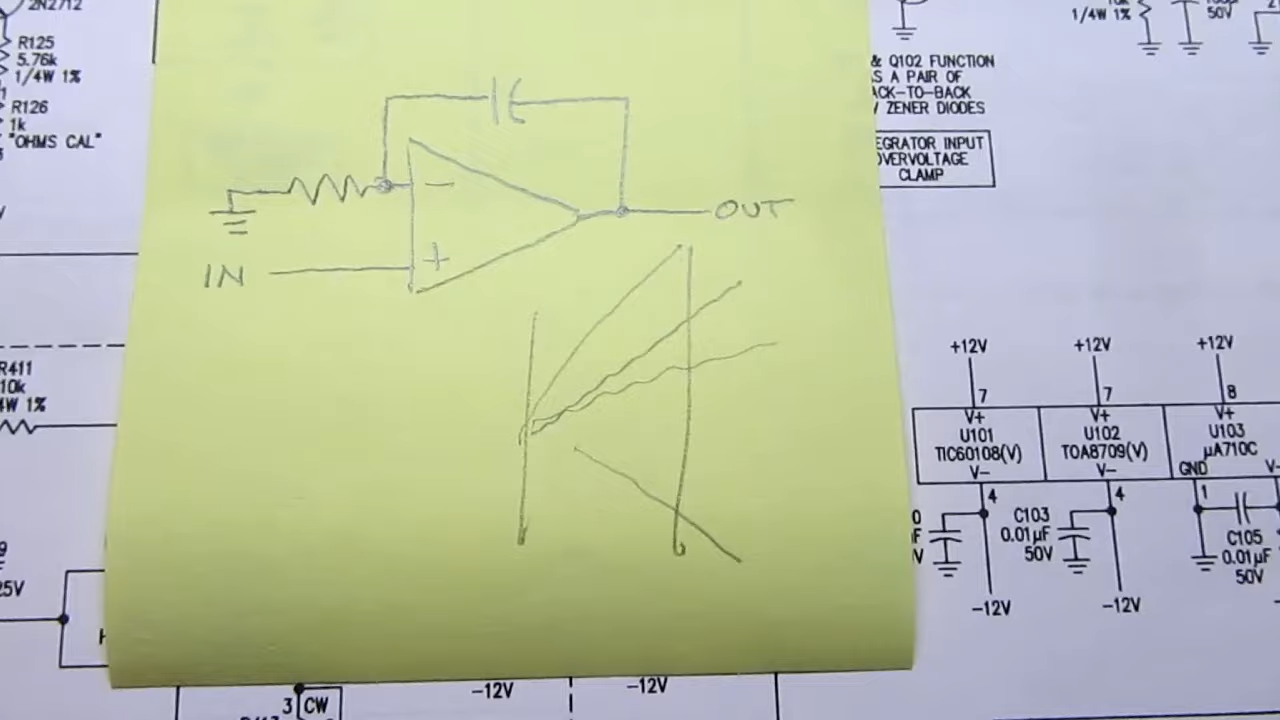 2N2712
R125
5.76k
1/4W 1%
R126
1k
"OHMS CAL"
R411
10k
4W 1%
25V
−
OUT
+
IN
1/4W 1%
50V
& Q102 FUNCTION
AS A PAIR OF
ACK-TO-BACK
ZENER DIODES
EGRATOR INPUT
OVERVOLTAGE
CLAMP
+12V
+12V
+12V
7
7
8
V+
V+
V+
U101
U102
U103
TIC60108(V)
TOA8709(V)
µA710C
V−
V−
GND
V−
4
4
1
C103
0.01µF
50V
C105
0.01µF
50V
−12V
−12V
−12V
−12V
3
CW